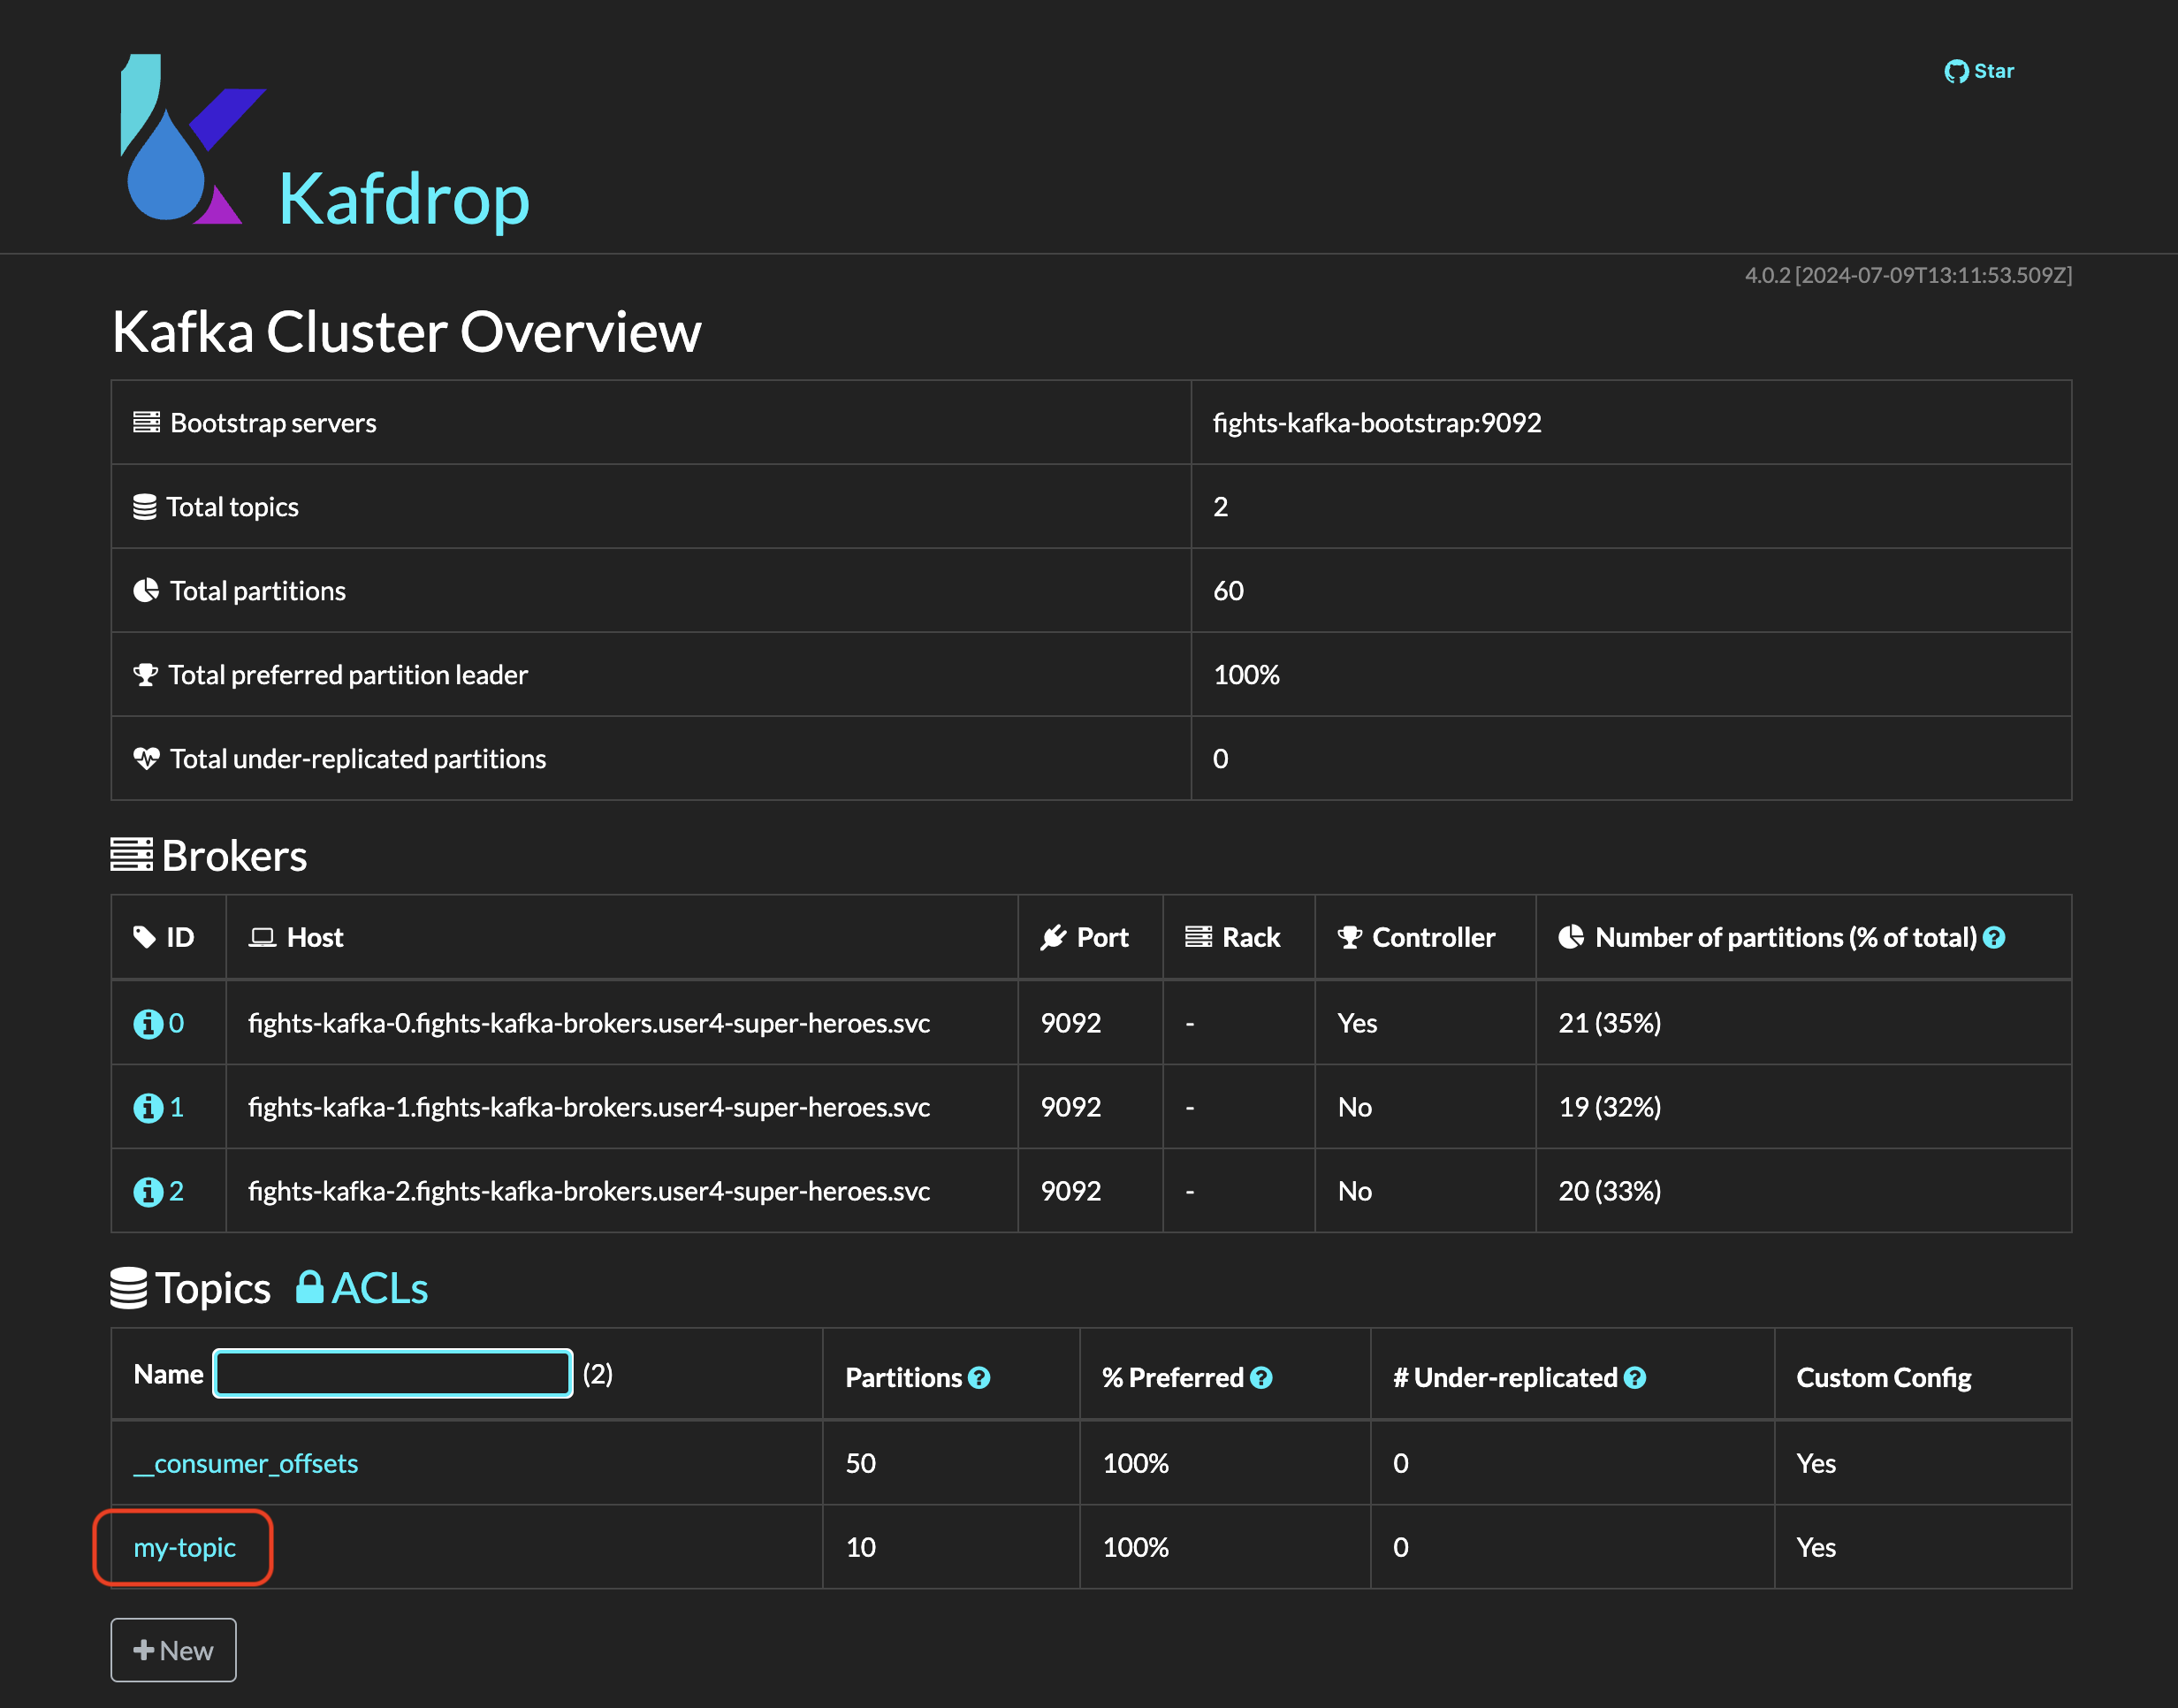 Star
Kafdrop
4.0.2 [2024-07-09T13:11:53.509Z]
Kafka Cluster Overview
Bootstrap servers fights-kafka-bootstrap:9092
Total topics 2
Total partitions 60
Total preferred partition leader 100%
Total under-replicated partitions 0
Brokers
ID Host Port Rack Controller Number of partitions (% of total)
0 fights-kafka-0.fights-kafka-brokers.user4-super-heroes.svc 9092 - Yes 21 (35%)
1 fights-kafka-1.fights-kafka-brokers.user4-super-heroes.svc 9092 - No 19 (32%)
2 fights-kafka-2.fights-kafka-brokers.user4-super-heroes.svc 9092 - No 20 (33%)
Topics ACLs
Name (2) Partitions % Preferred # Under-replicated Custom Config
__consumer_offsets 50 100% 0 Yes
my-topic 10 100% 0 Yes
New